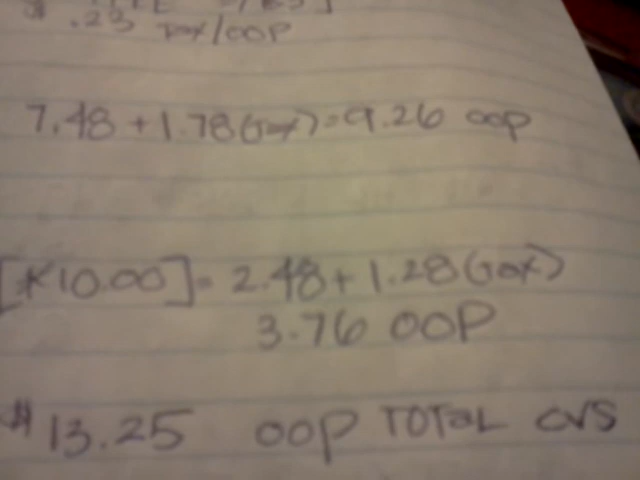 $ .23 Tax/OOP
7.48 + 1.78 (Tax) = 9.26 OOP
[*10.00] = 2.48 + 1.28 (Tax)
3.76 OOP
$13.25 OOP TOTAL CVS